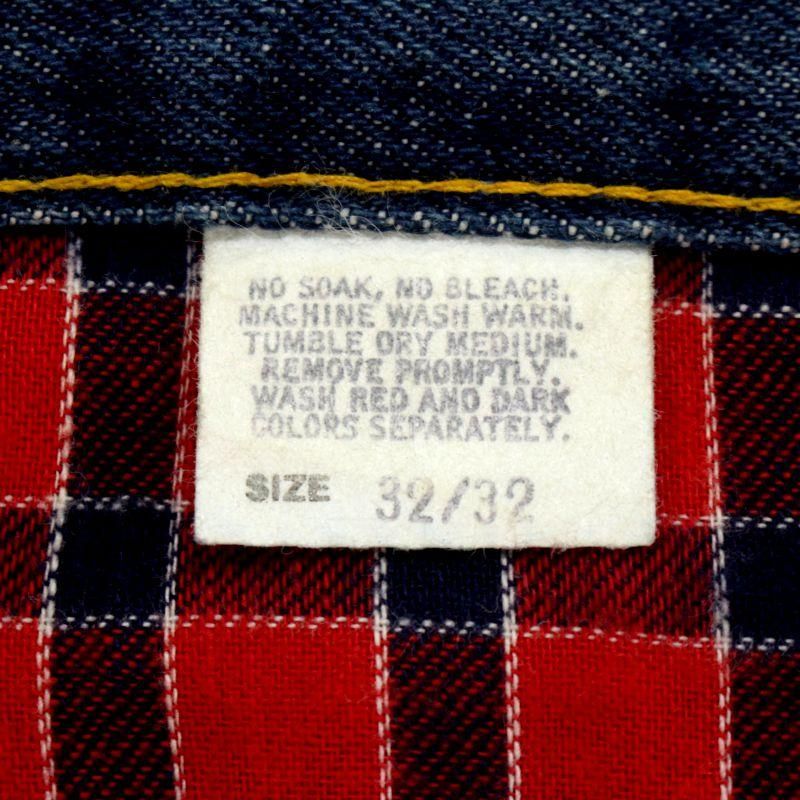 NO SOAK, NO BLEACH.
MACHINE WASH WARM.
TUMBLE DRY MEDIUM.
REMOVE PROMPTLY.
WASH RED AND DARK
COLORS SEPARATELY.
SIZE 32/32